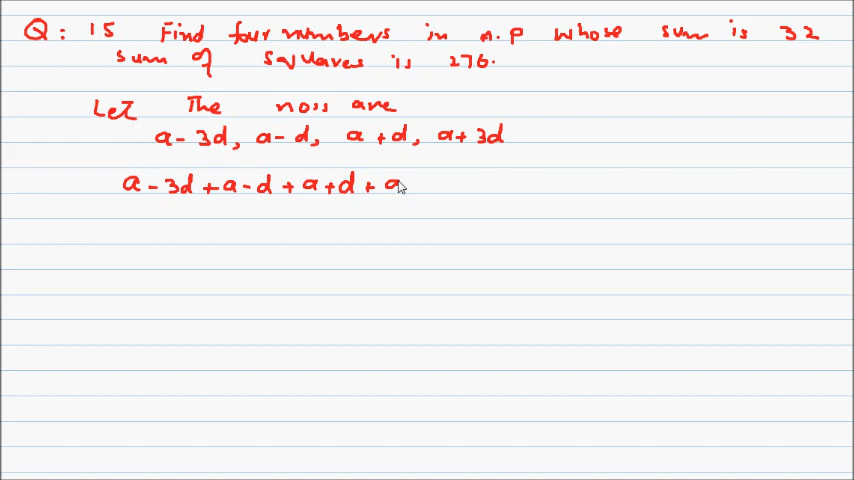 Q: 15 Find four numbers in A.P whose sum is 32
sum of squares is 276.
Let The nos are
a - 3d, a - d, a + d, a + 3d
a - 3d + a - d + a + d + a